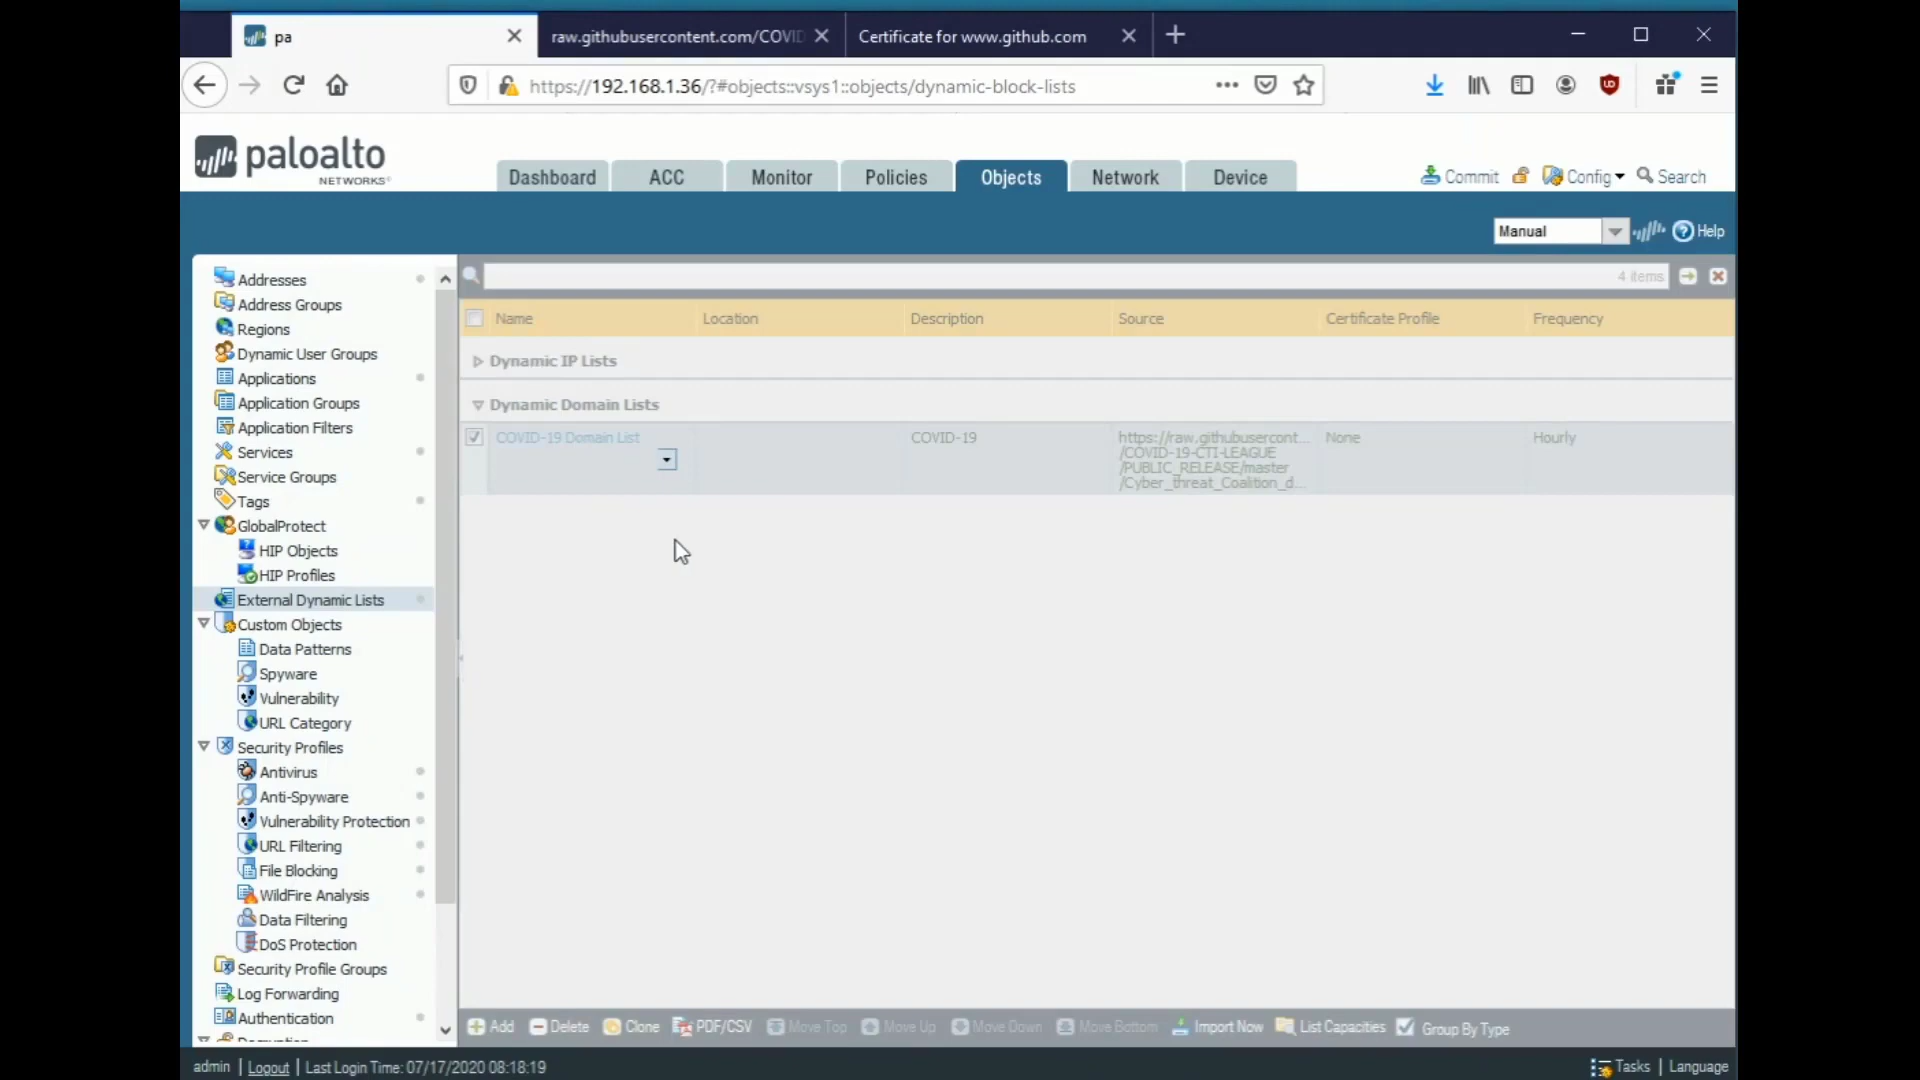 pa
raw.githubusercontent.com/COVID
Certificate for www.github.com
https://192.168.1.36/?#objects::vsys1::objects/dynamic-block-lists
paloalto
NETWORKS®
Dashboard
ACC
Monitor
Policies
Objects
Network
Device
Commit
Config
Search
Manual
Help
Addresses
Address Groups
Regions
Dynamic User Groups
Applications
Application Groups
Application Filters
Services
Service Groups
Tags
GlobalProtect
HIP Objects
HIP Profiles
External Dynamic Lists
Custom Objects
Data Patterns
Spyware
Vulnerability
URL Category
Security Profiles
Antivirus
Anti-Spyware
Vulnerability Protection
URL Filtering
File Blocking
WildFire Analysis
Data Filtering
DoS Protection
Security Profile Groups
Log Forwarding
Authentication
4 items
Name Location Description Source Certificate Profile Frequency
Dynamic IP Lists
Dynamic Domain Lists
COVID-19 Domain List COVID-19 https://raw.githubusercont... None Hourly
/COVID-19-CTI-LEAGUE
/PUBLIC_RELEASE/master
/Cyber_threat_Coalition_d...
Add Delete Clone PDF/CSV Move Top Move Up Move Down Move Bottom Import Now List Capacities Group By Type
admin | Logout | Last Login Time: 07/17/2020 08:18:19
Tasks | Language